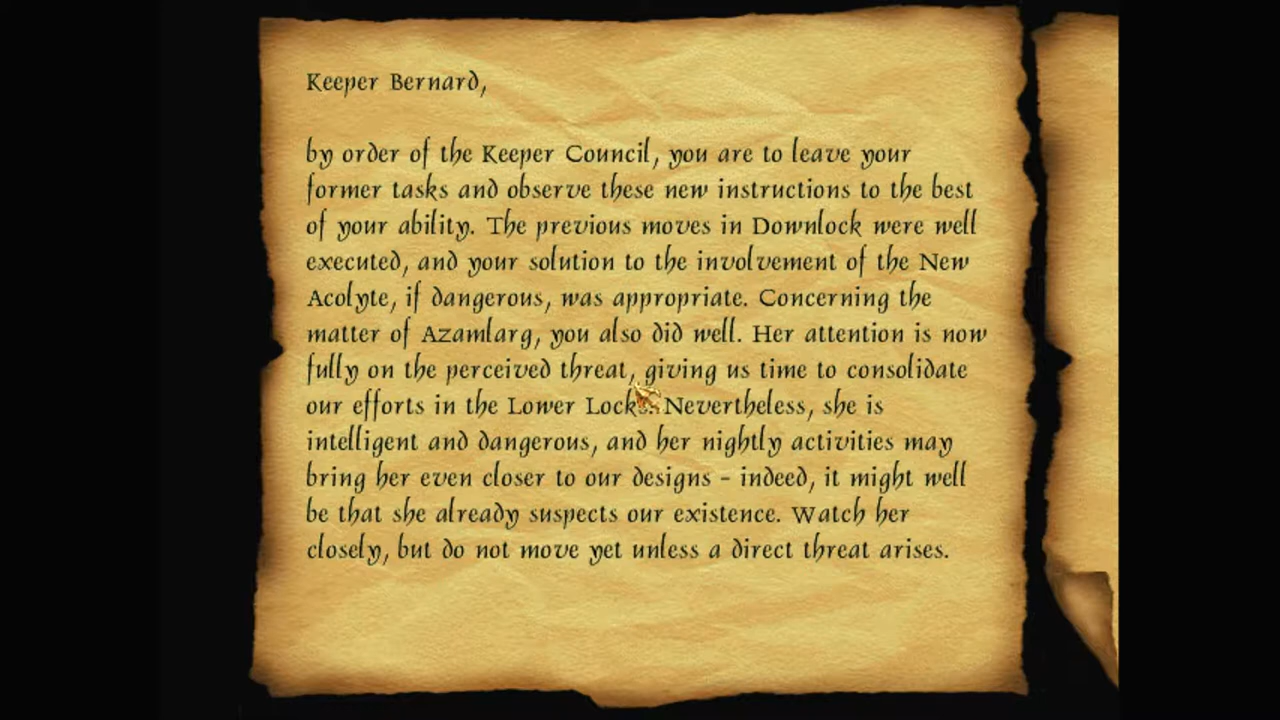 Keeper Bernard,
by order of the Keeper Council, you are to leave your
former tasks and observe these new instructions to the best
of your ability. The previous moves in Downlock were well
executed, and your solution to the involvement of the New
Acolyte, if dangerous, was appropriate. Concerning the
matter of Azamlarg, you also did well. Her attention is now
fully on the perceived threat, giving us time to consolidate
our efforts in the Lower Locks. Nevertheless, she is
intelligent and dangerous, and her nightly activities may
bring her even closer to our designs - indeed, it might well
be that she already suspects our existence. Watch her
closely, but do not move yet unless a direct threat arises.